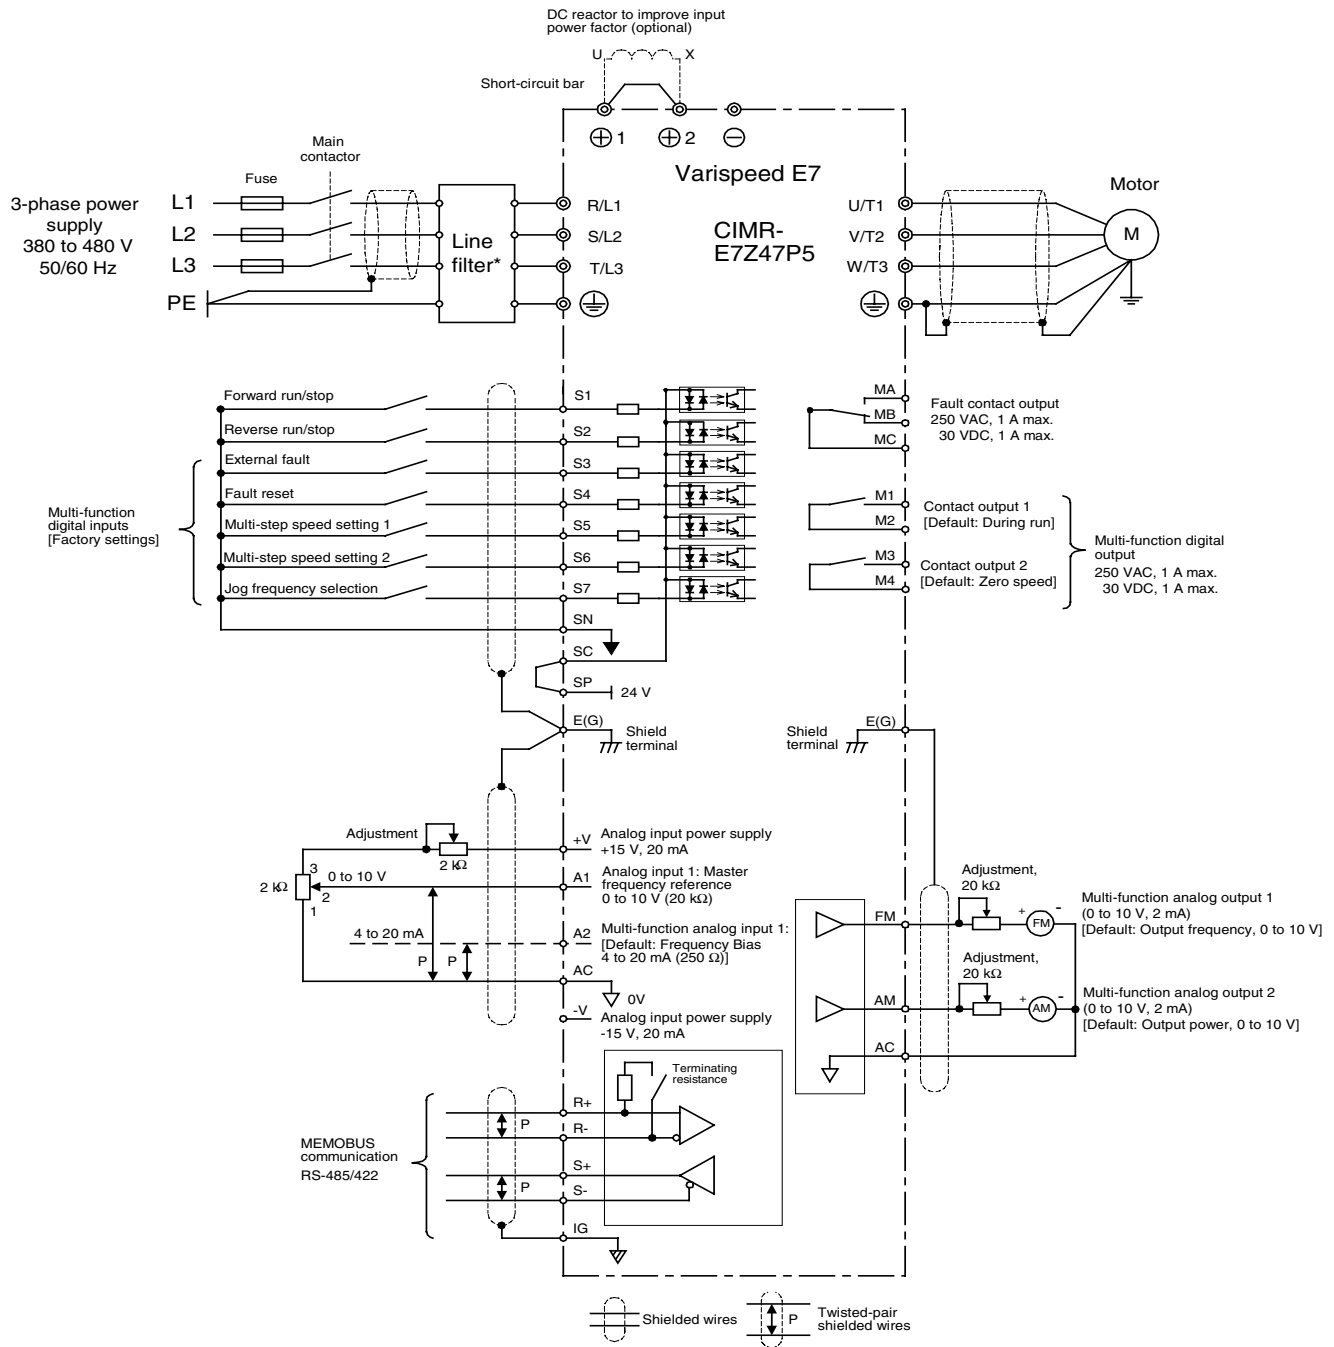 DC reactor to improve input
power factor (optional)
U X
Short-circuit bar
1 2
Varispeed E7
CIMR-
E7Z47P5
Main
contactor
Fuse
3-phase power
supply
380 to 480 V
50/60 Hz
L1
L2
L3
PE
Line
filter*
R/L1
S/L2
T/L3
U/T1
V/T2
W/T3
Motor
M
Forward run/stop
S1
Reverse run/stop
S2
External fault
S3
Fault reset
S4
Multi-step speed setting 1
S5
Multi-step speed setting 2
S6
Jog frequency selection
S7
Multi-function
digital inputs
[Factory settings]
SN
SC
SP
24 V
E(G)
Shield
terminal
MA
MB
MC
Fault contact output
250 VAC, 1 A max.
30 VDC, 1 A max.
M1
M2
Contact output 1
[Default: During run]
M3
M4
Contact output 2
[Default: Zero speed]
Multi-function digital
output
250 VAC, 1 A max.
30 VDC, 1 A max.
E(G)
Shield
terminal
Adjustment
2 kΩ
+V
Analog input power supply
+15 V, 20 mA
2 kΩ
3
2
1
0 to 10 V
A1
Analog input 1: Master
frequency reference
0 to 10 V (20 kΩ)
4 to 20 mA
P
P
A2
Multi-function analog input 1:
[Default: Frequency Bias
4 to 20 mA (250 Ω)]
AC
0V
-V
Analog input power supply
-15 V, 20 mA
FM
Adjustment,
20 kΩ
+
FM
-
Multi-function analog output 1
(0 to 10 V, 2 mA)
[Default: Output frequency, 0 to 10 V]
AM
Adjustment,
20 kΩ
+
AM
-
Multi-function analog output 2
(0 to 10 V, 2 mA)
[Default: Output power, 0 to 10 V]
AC
Terminating
resistance
MEMOBUS
communication
RS-485/422
P
R+
R-
P
S+
S-
IG
Shielded wires
P
Twisted-pair
shielded wires